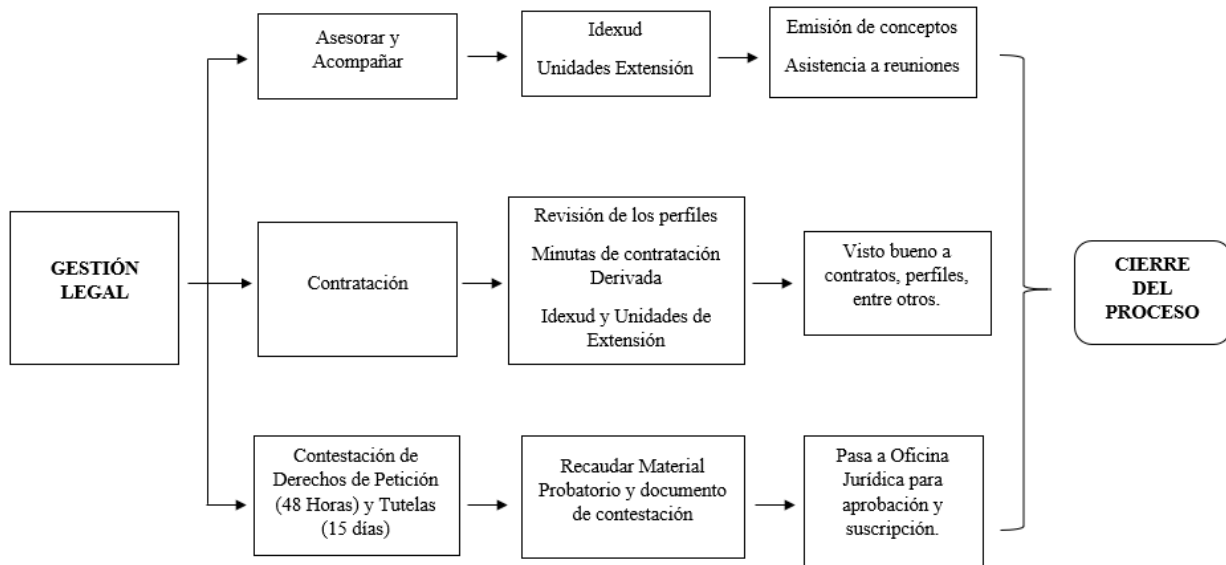 GESTIÓN
LEGAL
Asesorar y
Acompañar
Idexud
Unidades Extensión
Emisión de conceptos
Asistencia a reuniones
Contratación
Revisión de los perfiles
Minutas de contratación
Derivada
Idexud y Unidades de
Extensión
Visto bueno a
contratos, perfiles,
entre otros.
Contestación de
Derechos de Petición
(48 Horas) y Tutelas
(15 días)
Recaudar Material
Probatorio y documento
de contestación
Pasa a Oficina
Jurídica para
aprobación y
suscripción.
CIERRE
DEL
PROCESO